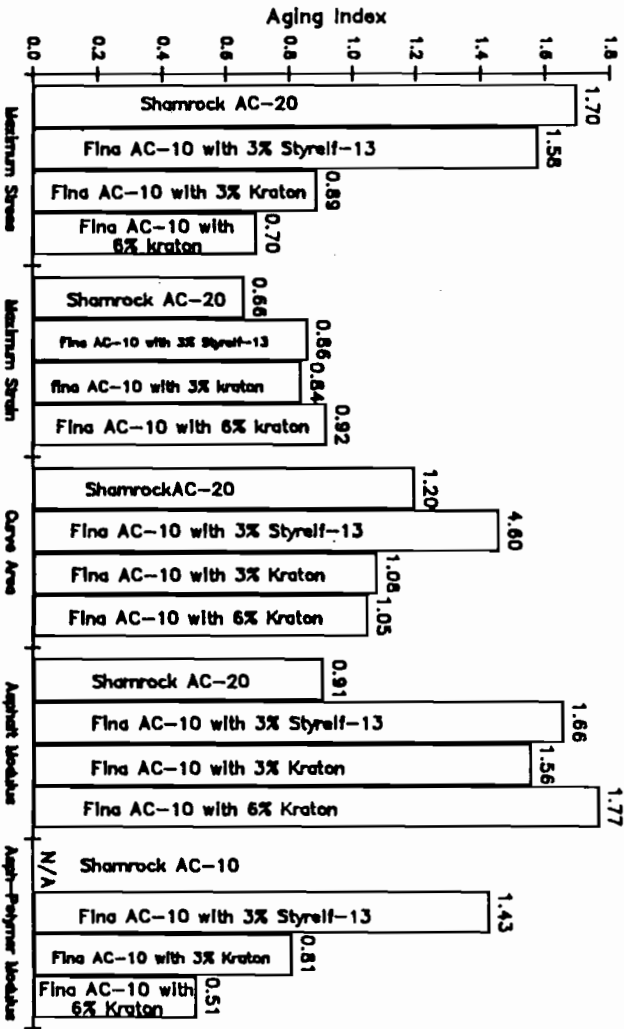 Aging Index
0.0 0.2 0.4 0.6 0.8 1.0 1.2 1.4 1.6 1.8
Maximum Stress
Shamrock AC-20
1.70
Fina AC-10 with 3% Styrelf-13
1.58
Fina AC-10 with 3% Kraton
0.89
Fina AC-10 with
6% kraton
0.70
Maximum Strain
Shamrock AC-20
0.66
Fina AC-10 with 3% Styrelf-13
0.86
fina AC-10 with 3% kraton
0.84
Fina AC-10 with 6% kraton
0.92
Curve Area
ShamrockAC-20
1.20
Fina AC-10 with 3% Styrelf-13
4.60
Fina AC-10 with 3% Kraton
1.08
Fina AC-10 with 6% Kraton
1.05
Asphalt Modulus
Shamrock AC-20
0.91
Fina AC-10 with 3% Styrelf-13
1.66
Fina AC-10 with 3% Kraton
1.56
Fina AC-10 with 6% Kraton
1.77
Asph-Polymer Modulus
Shamrock AC-10
N/A
Fina AC-10 with 3% Styrelf-13
1.43
Fina AC-10 with 3% Kraton
0.81
Fina AC-10 with
6% Kraton
0.51